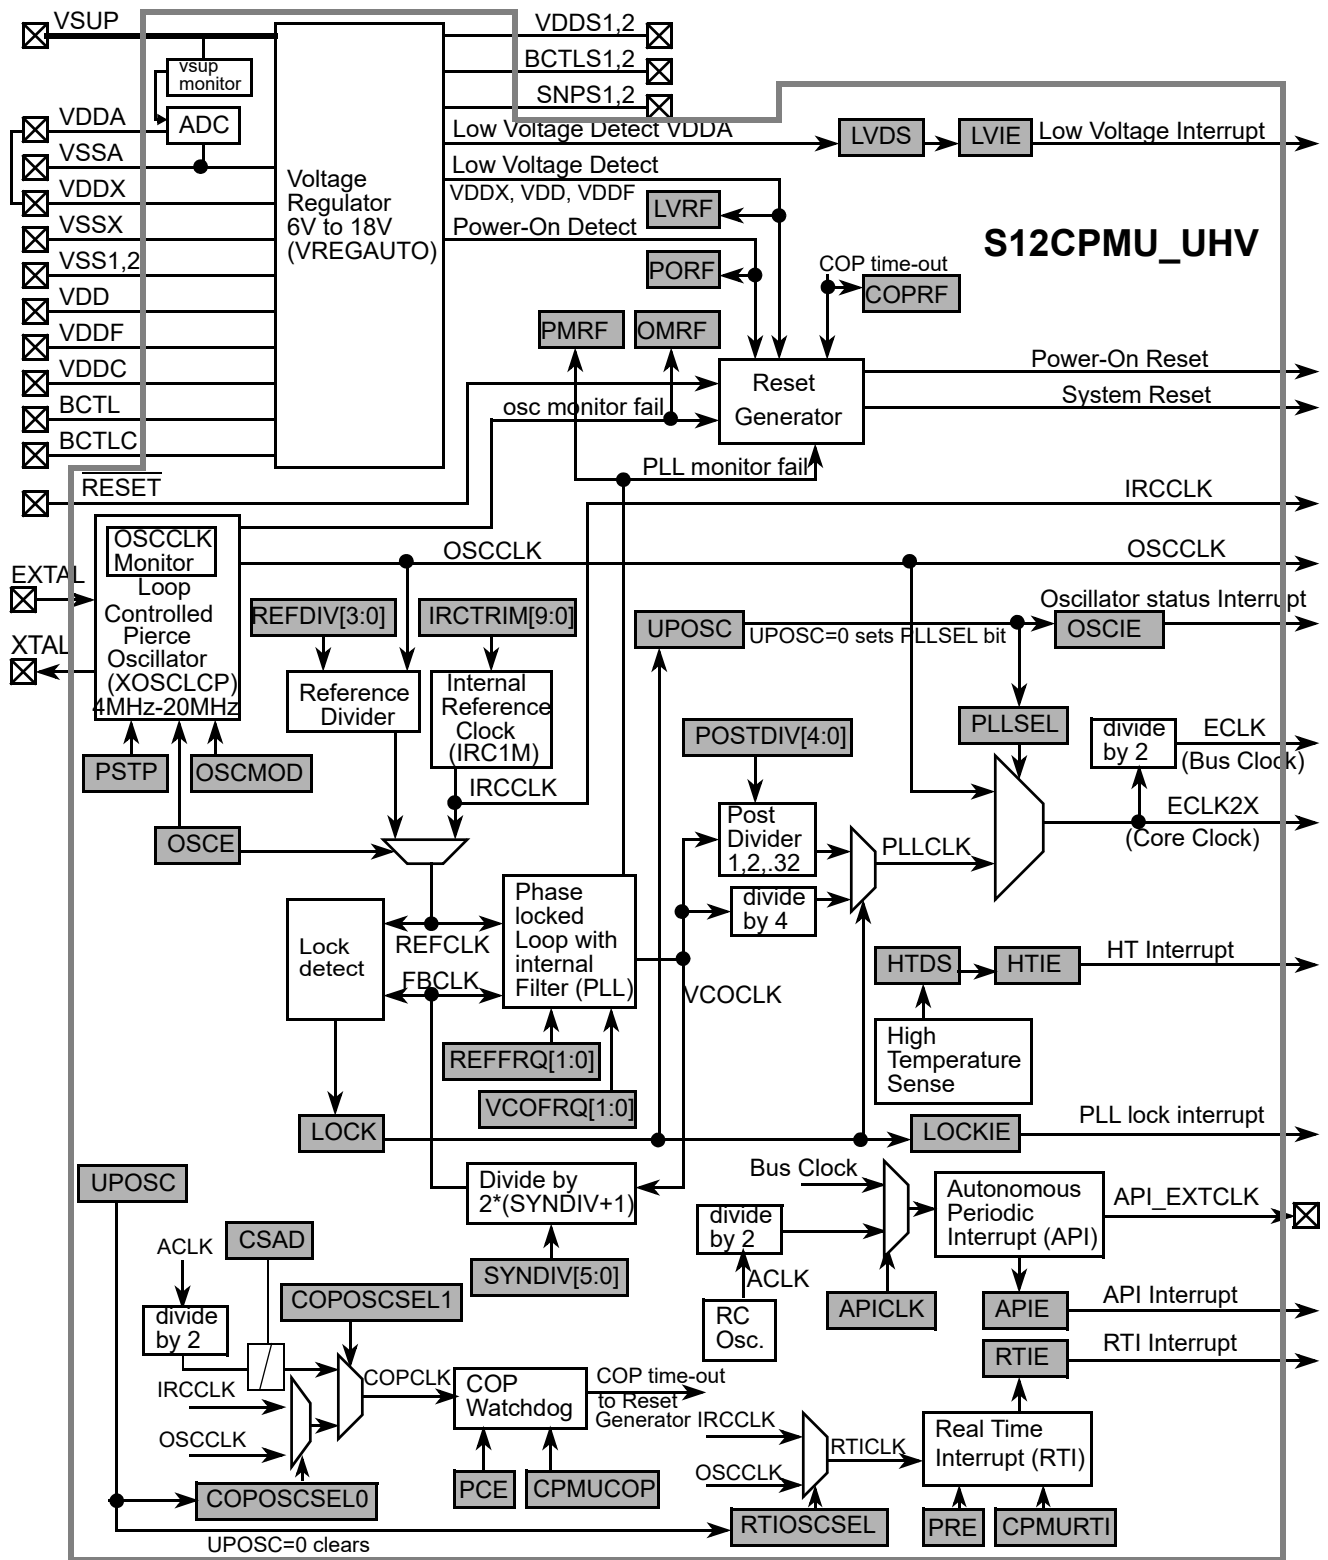 VSUP
VDDS1,2
BCTLS1,2
SNPS1,2
vsup
monitor
ADC
VDDA
VSSA
VDDX
VSSX
VSS1,2
VDD
VDDF
VDDC
BCTL
BCTLC
RESET
Voltage
Regulator
6V to 18V
(VREGAUTO)
Low Voltage Detect VDDA
LVDS
LVIE
Low Voltage Interrupt
Low Voltage Detect
VDDX, VDD, VDDF
LVRF
Power-On Detect
PORF
S12CPMU_UHV
COP time-out
COPRF
PMRF
OMRF
Reset
Generator
Power-On Reset
System Reset
osc monitor fail
PLL monitor fail
IRCCLK
OSCCLK
Monitor
Loop
Controlled
Pierce
Oscillator
(XOSCLCP)
4MHz-20MHz
EXTAL
XTAL
OSCCLK
OSCCLK
REFDIV[3:0]
IRCTRIM[9:0]
UPOSC
UPOSC=0 sets PLLSEL bit
Oscillator status Interrupt
OSCIE
Reference
Divider
Internal
Reference
Clock
(IRC1M)
PSTP
OSCMOD
OSCE
IRCCLK
POSTDIV[4:0]
PLLSEL
divide
by 2
ECLK
(Bus Clock)
ECLK2X
(Core Clock)
Post
Divider
1,2,.32
PLLCLK
divide
by 4
Lock
detect
REFCLK
FBCLK
Phase
locked
Loop with
internal
Filter (PLL)
VCOCLK
REFFRQ[1:0]
VCOFRQ[1:0]
HTDS
HTIE
HT Interrupt
High
Temperature
Sense
LOCK
LOCKIE
PLL lock interrupt
UPOSC
Divide by
2*(SYNDIV+1)
SYNDIV[5:0]
Bus Clock
divide
by 2
ACLK
RC
Osc.
APICLK
Autonomous
Periodic
Interrupt (API)
API_EXTCLK
APIE
API Interrupt
RTIE
RTI Interrupt
ACLK
CSAD
divide
by 2
COPOSCSEL1
IRCCLK
OSCCLK
COPCLK
COP
Watchdog
COP time-out
to Reset
Generator
COPOSCSEL0
PCE
CPMUCOP
UPOSC=0 clears
IRCCLK
OSCCLK
RTICLK
RTIOSCSEL
Real Time
Interrupt (RTI)
PRE
CPMURTI